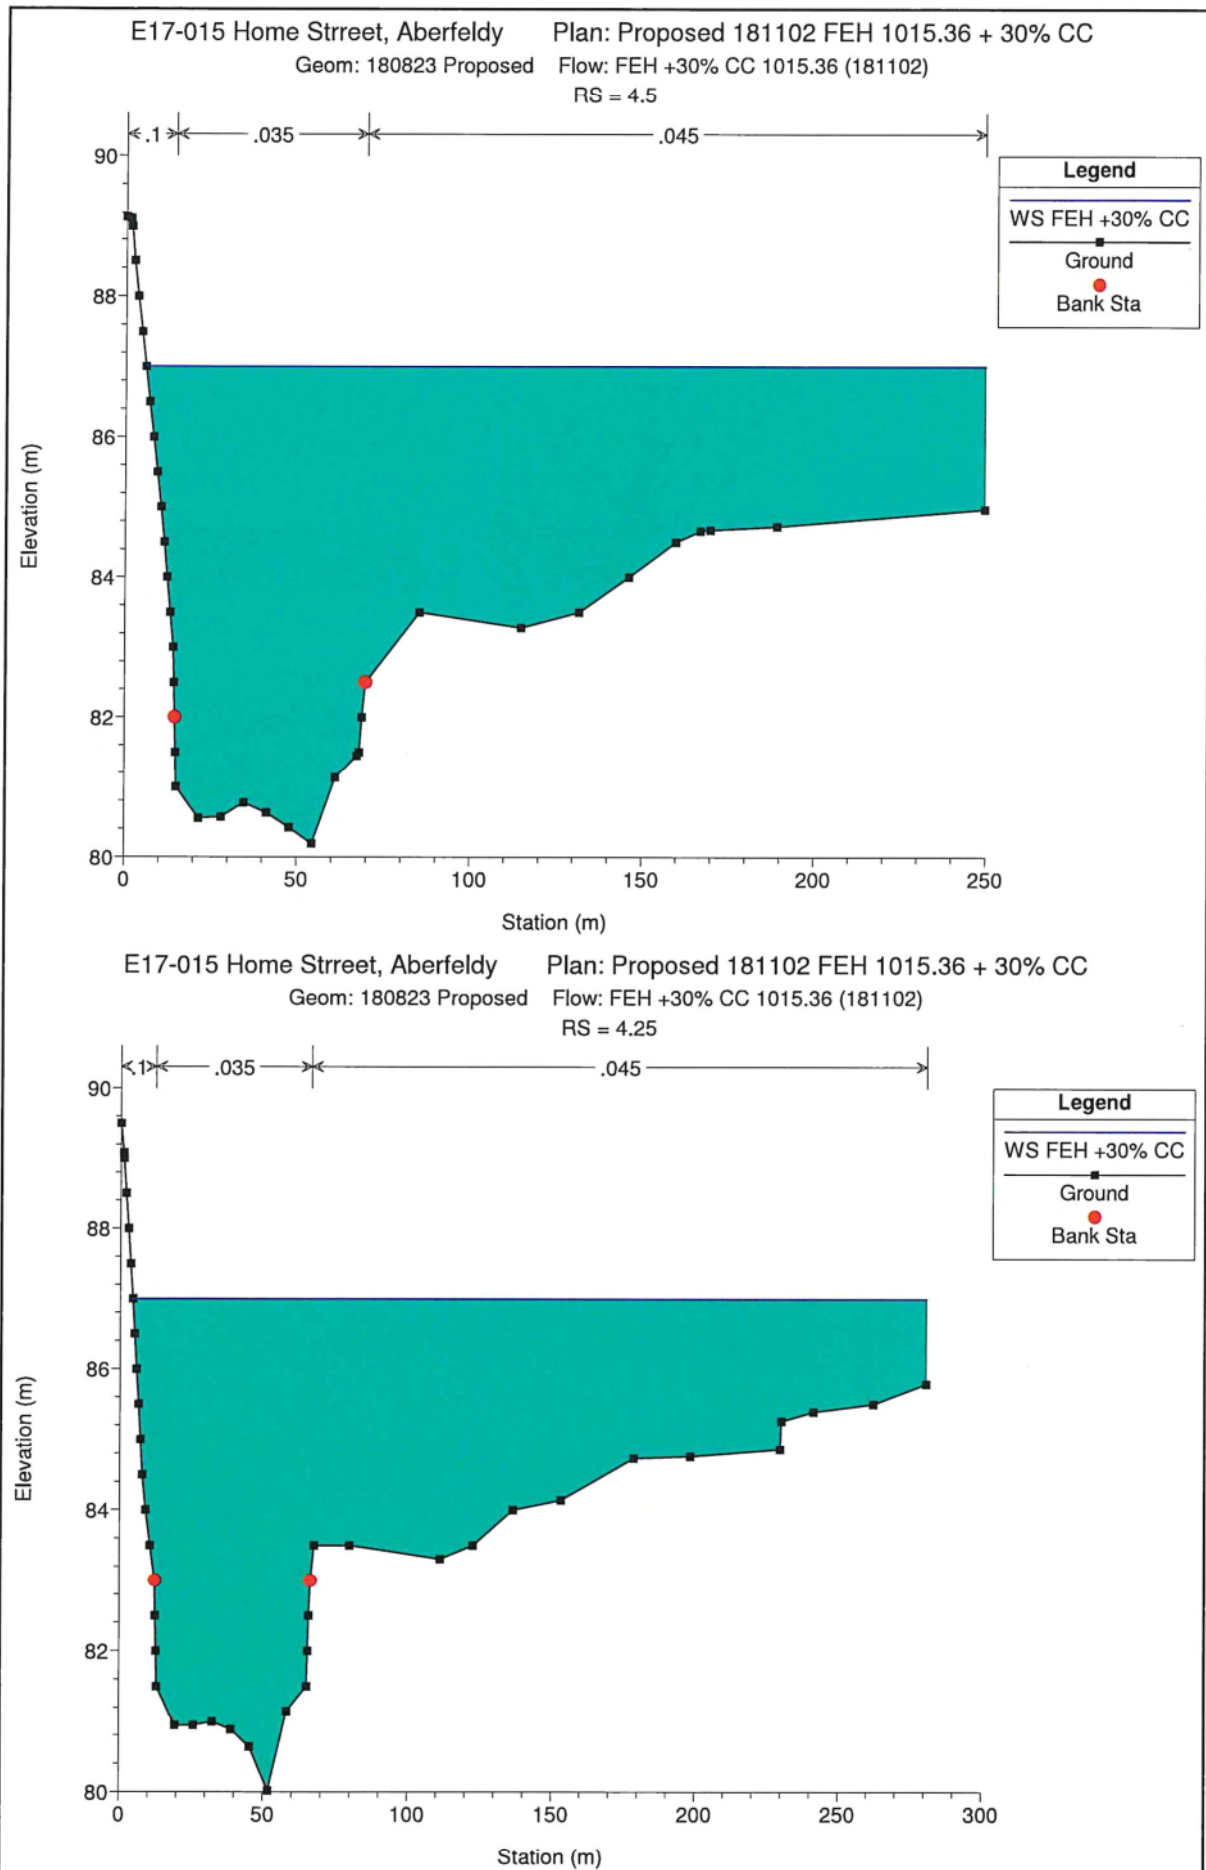 E17-015 Home Strreet, Aberfeldy Plan: Proposed 181102 FEH 1015.36 + 30% CC
Geom: 180823 Proposed Flow: FEH +30% CC 1015.36 (181102)
RS = 4.5
.1 .035 .045
90
88
86
84
82
80
Elevation (m)
0 50 100 150 200 250
Station (m)
Legend
WS FEH +30% CC
Ground
Bank Sta
E17-015 Home Strreet, Aberfeldy Plan: Proposed 181102 FEH 1015.36 + 30% CC
Geom: 180823 Proposed Flow: FEH +30% CC 1015.36 (181102)
RS = 4.25
.1 .035 .045
90
88
86
84
82
80
Elevation (m)
0 50 100 150 200 250 300
Station (m)
Legend
WS FEH +30% CC
Ground
Bank Sta